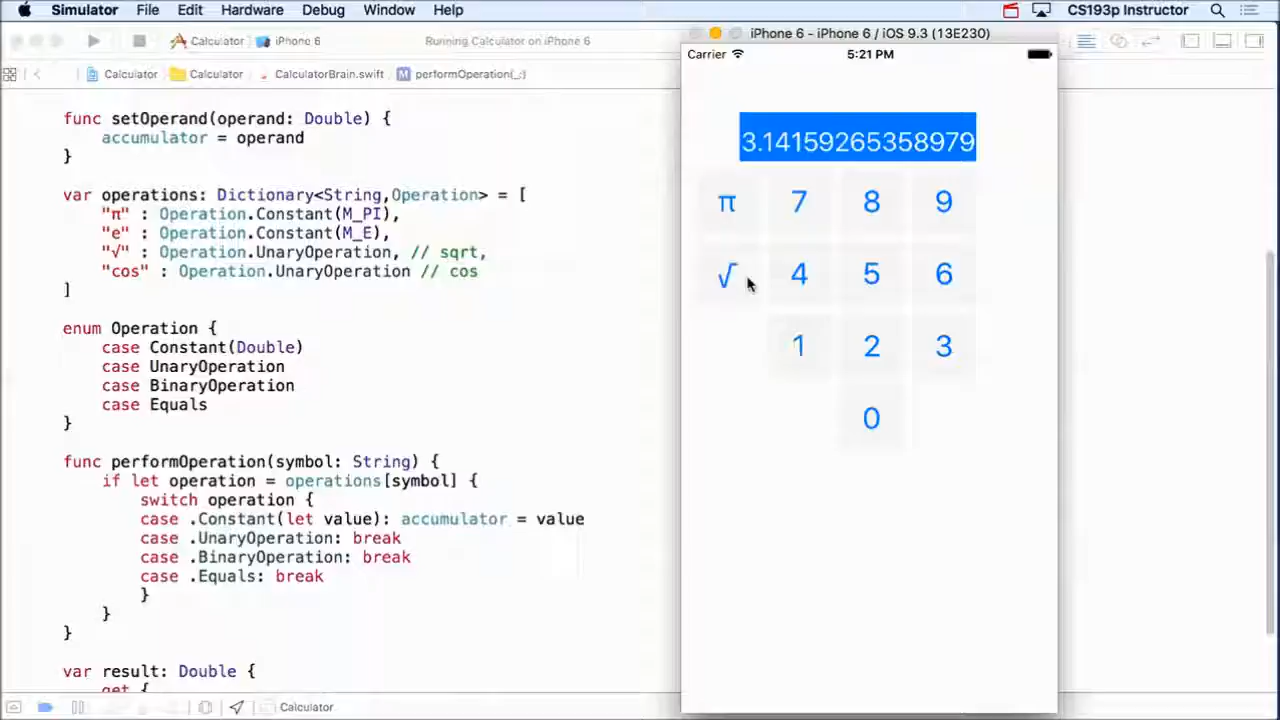 Simulator File Edit Hardware Debug Window Help CS193p Instructor
Calculator iPhone 6 Running Calculator on iPhone 6
iPhone 6 - iPhone 6 / iOS 9.3 (13E230)
Calculator Calculator CalculatorBrain.swift M performOperation(_:)
func setOperand(operand: Double) {
accumulator = operand
}
var operations: Dictionary<String,Operation> = [
"π" : Operation.Constant(M_PI),
"e" : Operation.Constant(M_E),
"√" : Operation.UnaryOperation, // sqrt,
"cos" : Operation.UnaryOperation // cos
]
enum Operation {
case Constant(Double)
case UnaryOperation
case BinaryOperation
case Equals
}
func performOperation(symbol: String) {
if let operation = operations[symbol] {
switch operation {
case .Constant(let value): accumulator = value
case .UnaryOperation: break
case .BinaryOperation: break
case .Equals: break
}
}
}
var result: Double {
get {
Calculator
Carrier 5:21 PM
3.14159265358979
π 7 8 9
√ 4 5 6
1 2 3
0